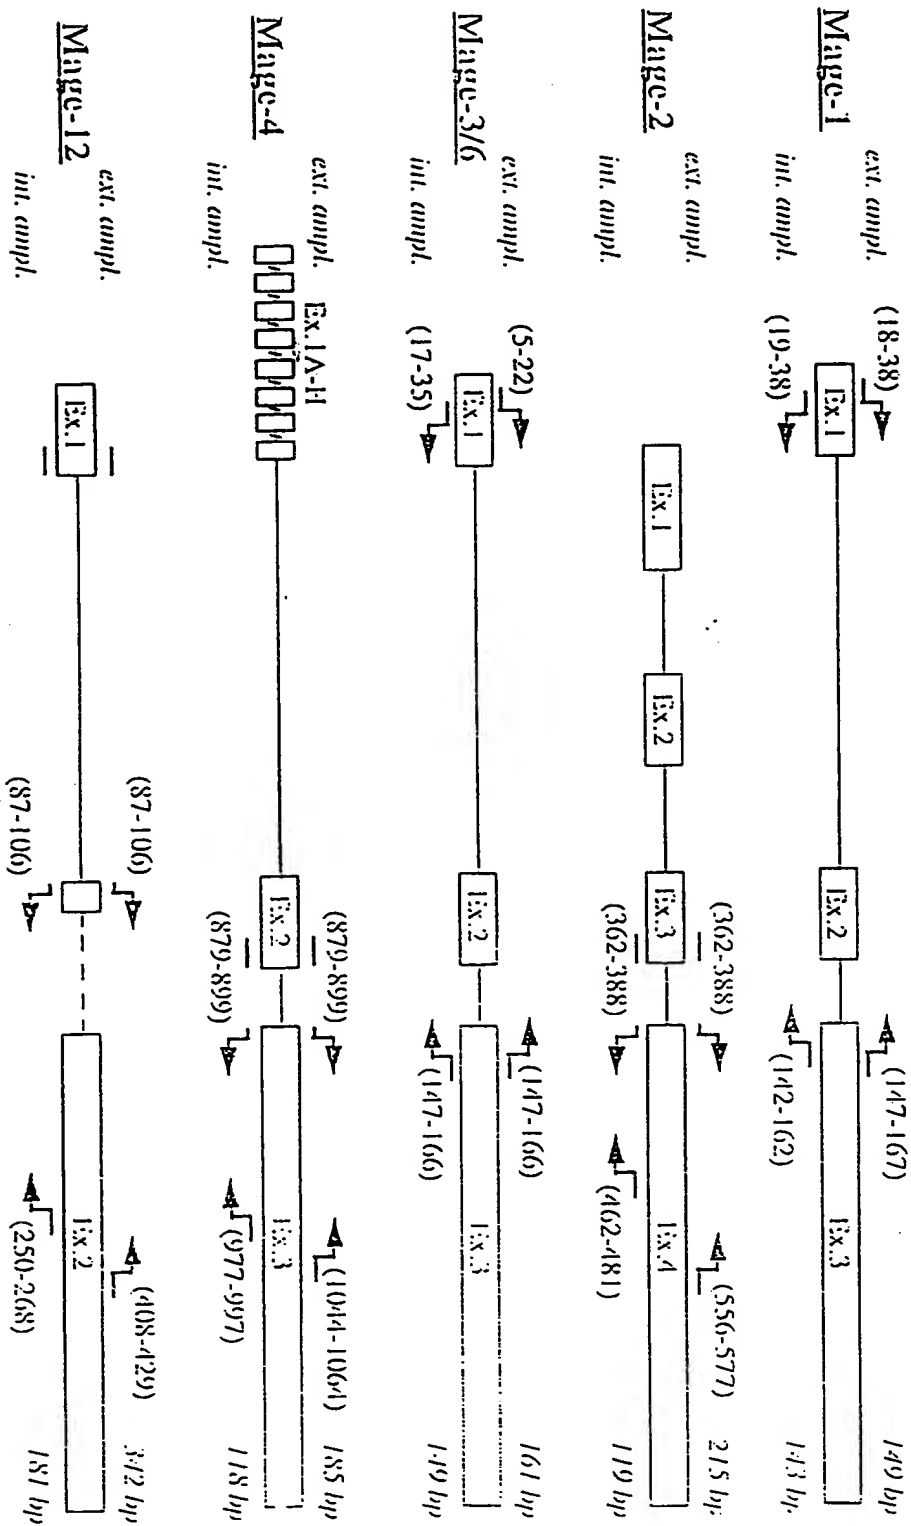 Mage-1
ext. ampl. (18-38) (147-167) 149 bp
Ex.1 Ex.2 Ex.3
int. ampl. (19-38) (142-162) 143 b.
Mage-2
ext. ampl. (362-388) (556-577) 215 b.
Ex.1 Ex.2 Ex.3 Ex.4
int. ampl. (362-388) (462-481) 119 bp
Mage-3/6
ext. ampl. (5-22) (147-166) 161 bp
Ex.1 Ex.2 Ex.3
int. ampl. (17-35) (147-166) 149 bp
Mage-4
ext. ampl. Ex.1A-H (879-899) (1044-1064) 185 bp
Ex.2 Ex.3
int. ampl. (879-899) (977-997) 118 bp
Mage-12
ext. ampl. (87-106) (408-429) 342 bp
Ex.1 Ex.2
int. ampl. (87-106) (250-268) 181 bp